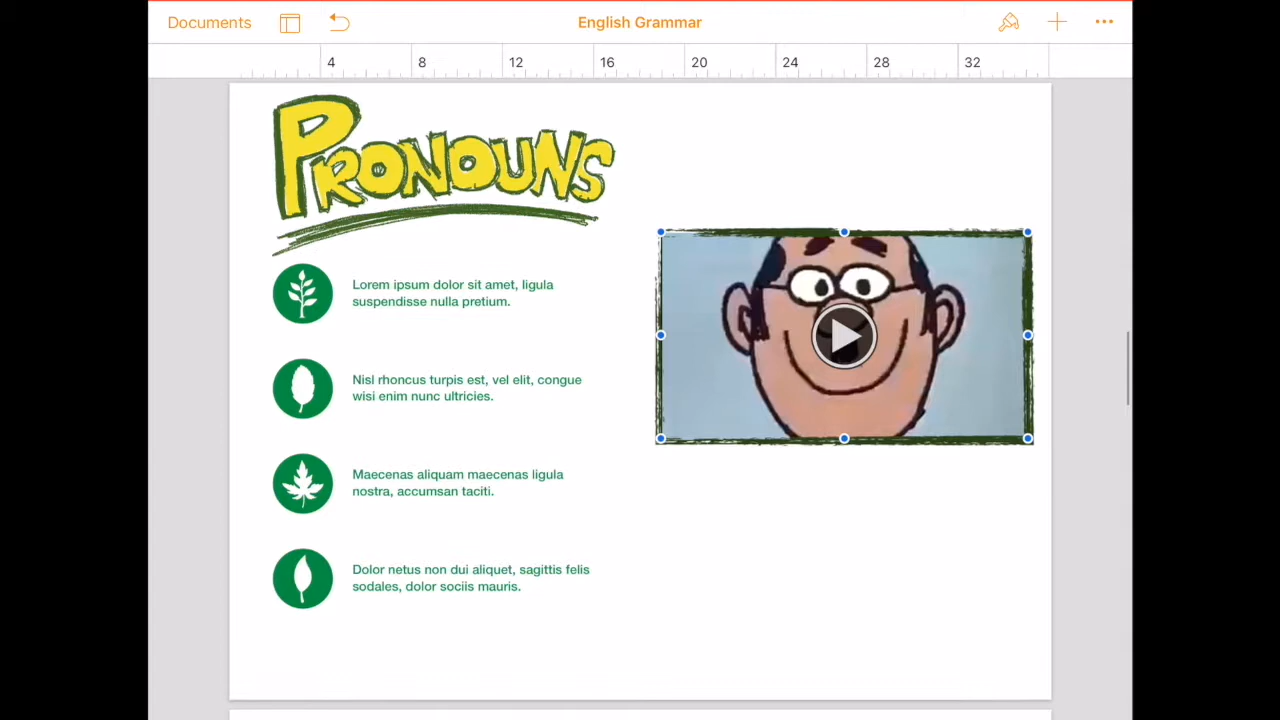 Documents
English Grammar
4 8 12 16 20 24 28 32
PRONOUNS
Lorem ipsum dolor sit amet, ligula
suspendisse nulla pretium.
Nisl rhoncus turpis est, vel elit, congue
wisi enim nunc ultricies.
Maecenas aliquam maecenas ligula
nostra, accumsan taciti.
Dolor netus non dui aliquet, sagittis felis
sodales, dolor sociis mauris.